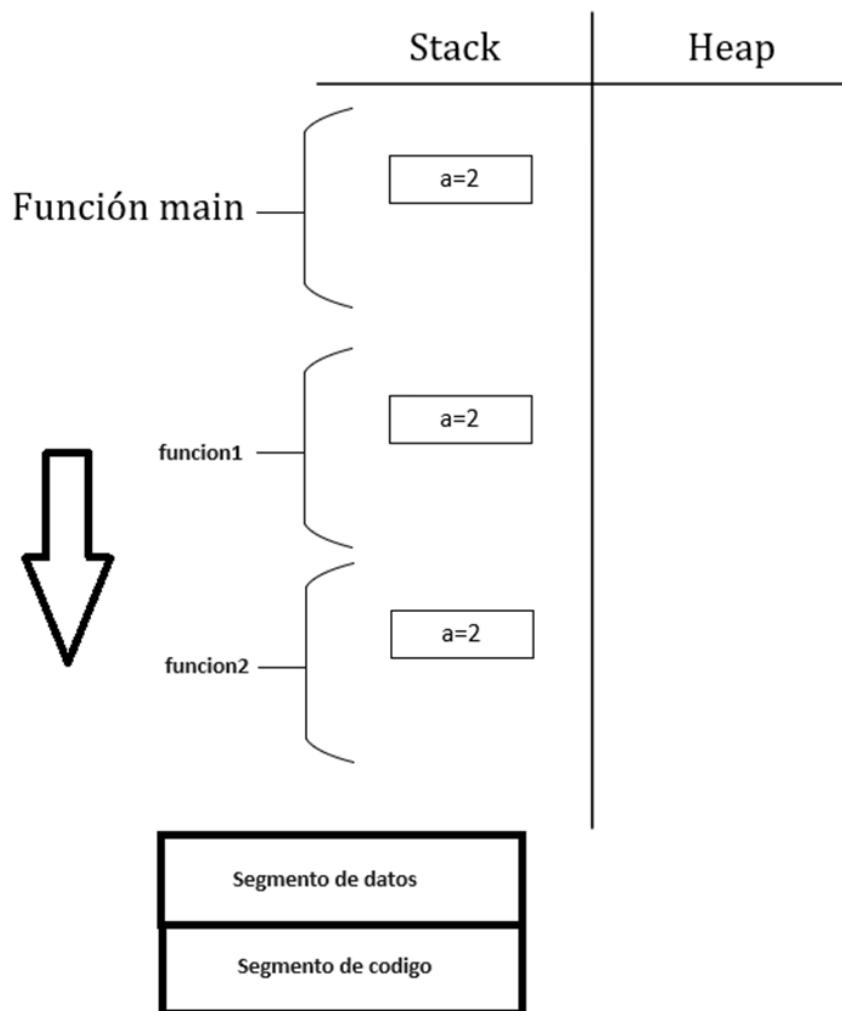 Stack
Heap
a=2
Función main
a=2
funcion1
a=2
funcion2
Segmento de datos
Segmento de codigo